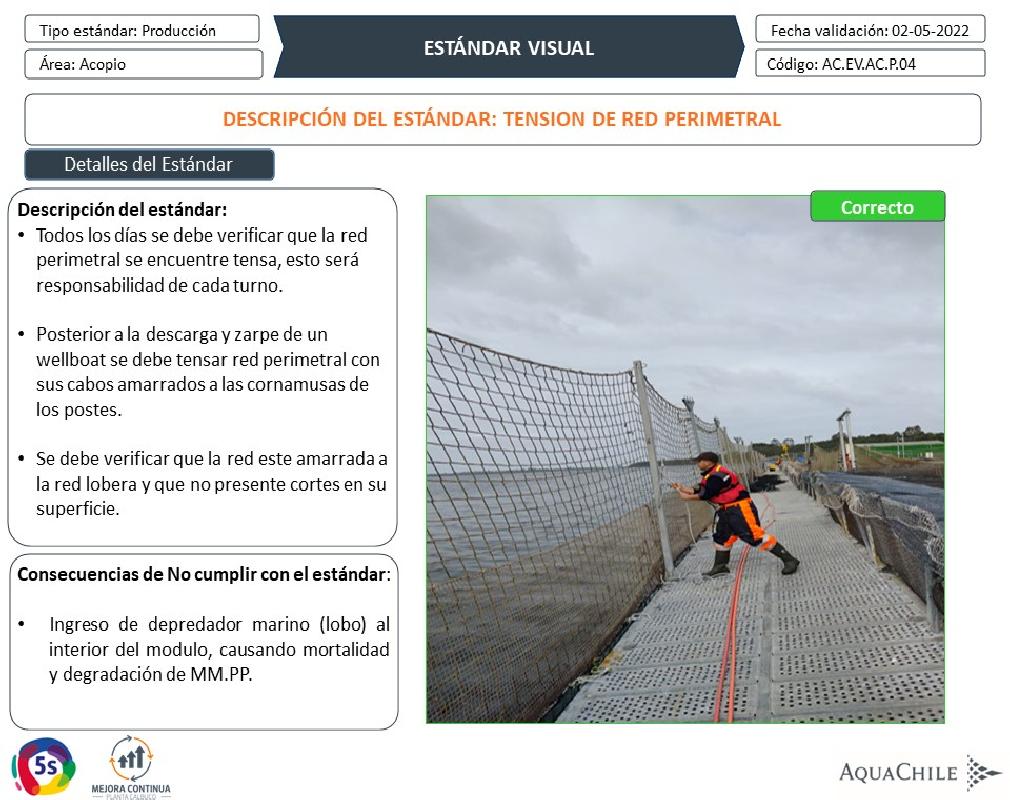 Tipo estándar: Producción
Área: Acopio
ESTÁNDAR VISUAL
Fecha validación: 02-05-2022
Código: AC.EV.AC.P.04
DESCRIPCIÓN DEL ESTÁNDAR: TENSION DE RED PERIMETRAL
Detalles del Estándar
Descripción del estándar:
• Todos los días se debe verificar que la red
perimetral se encuentre tensa, esto será
responsabilidad de cada turno.
• Posterior a la descarga y zarpe de un
wellboat se debe tensar red perimetral con
sus cabos amarrados a las cornamusas de
los postes.
• Se debe verificar que la red este amarrada a
la red lobera y que no presente cortes en su
superficie.
Consecuencias de No cumplir con el estándar:
• Ingreso de depredador marino (lobo) al
interior del modulo, causando mortalidad
y degradación de MM.PP.
Correcto
5s
MEJORA CONTINUA
PLANTA CALBUCO
AQUACHILE